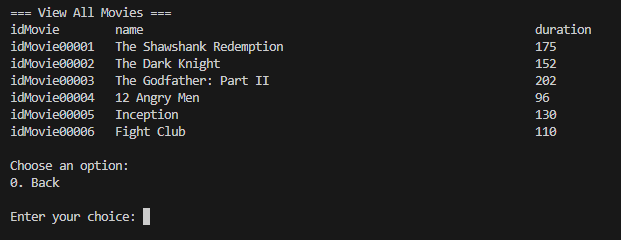 === View All Movies ===
idMovie name duration
idMovie00001 The Shawshank Redemption 175
idMovie00002 The Dark Knight 152
idMovie00003 The Godfather: Part II 202
idMovie00004 12 Angry Men 96
idMovie00005 Inception 130
idMovie00006 Fight Club 110
Choose an option:
0. Back
Enter your choice: